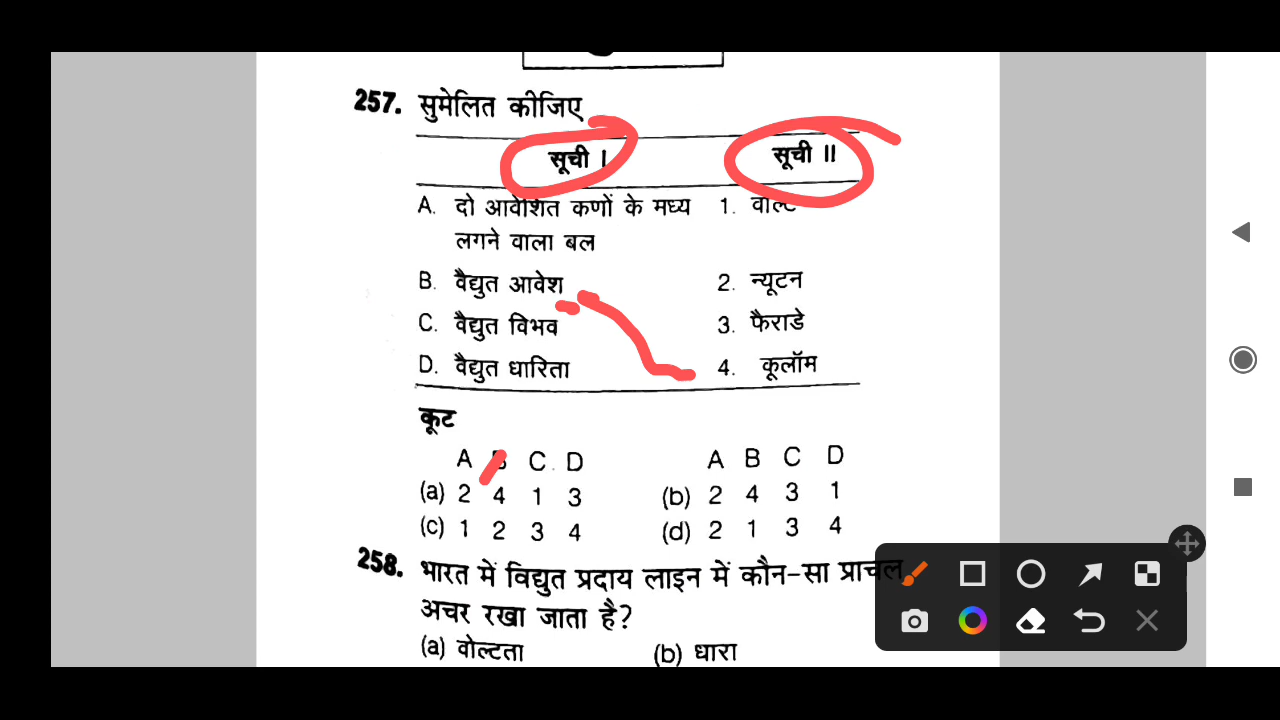 257. सुमेलित कीजिए
सूची I सूची II
A. दो आवेशित कणों के मध्य 1. वोल्ट
लगने वाला बल
B. वैद्युत आवेश 2. न्यूटन
C. वैद्युत विभव 3. फैराडे
D. वैद्युत धारिता 4. कूलॉम
कूट
A B C D A B C D
(a) 2 4 1 3 (b) 2 4 3 1
(c) 1 2 3 4 (d) 2 1 3 4
258. भारत में विद्युत प्रदाय लाइन में कौन-सा प्राचल
अचर रखा जाता है?
(a) वोल्टता (b) धारा